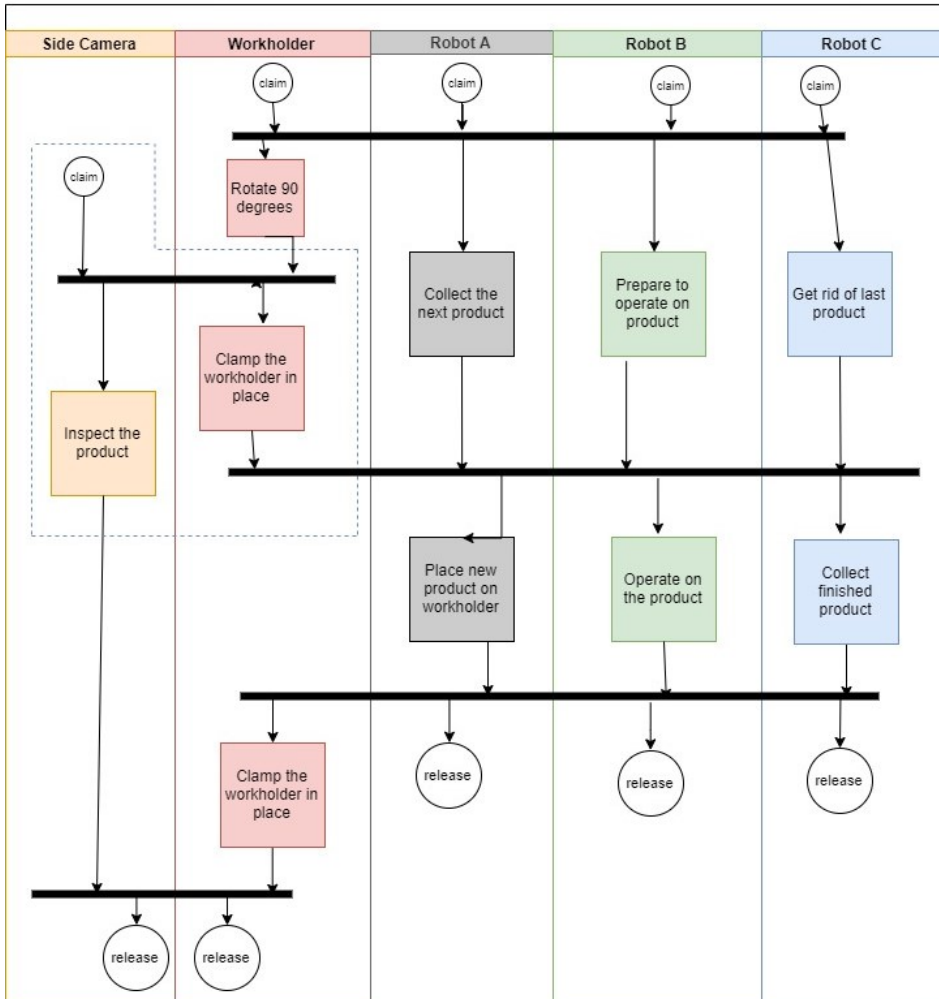 Side Camera
Workholder
Robot A
Robot B
Robot C
claim
claim
claim
claim
claim
Rotate 90
degrees
Collect the
next product
Prepare to
operate on
product
Get rid of last
product
Clamp the
workholder in
place
Inspect the
product
Place new
product on
workholder
Operate on
the product
Collect
finished
product
Clamp the
workholder in
place
release
release
release
release
release